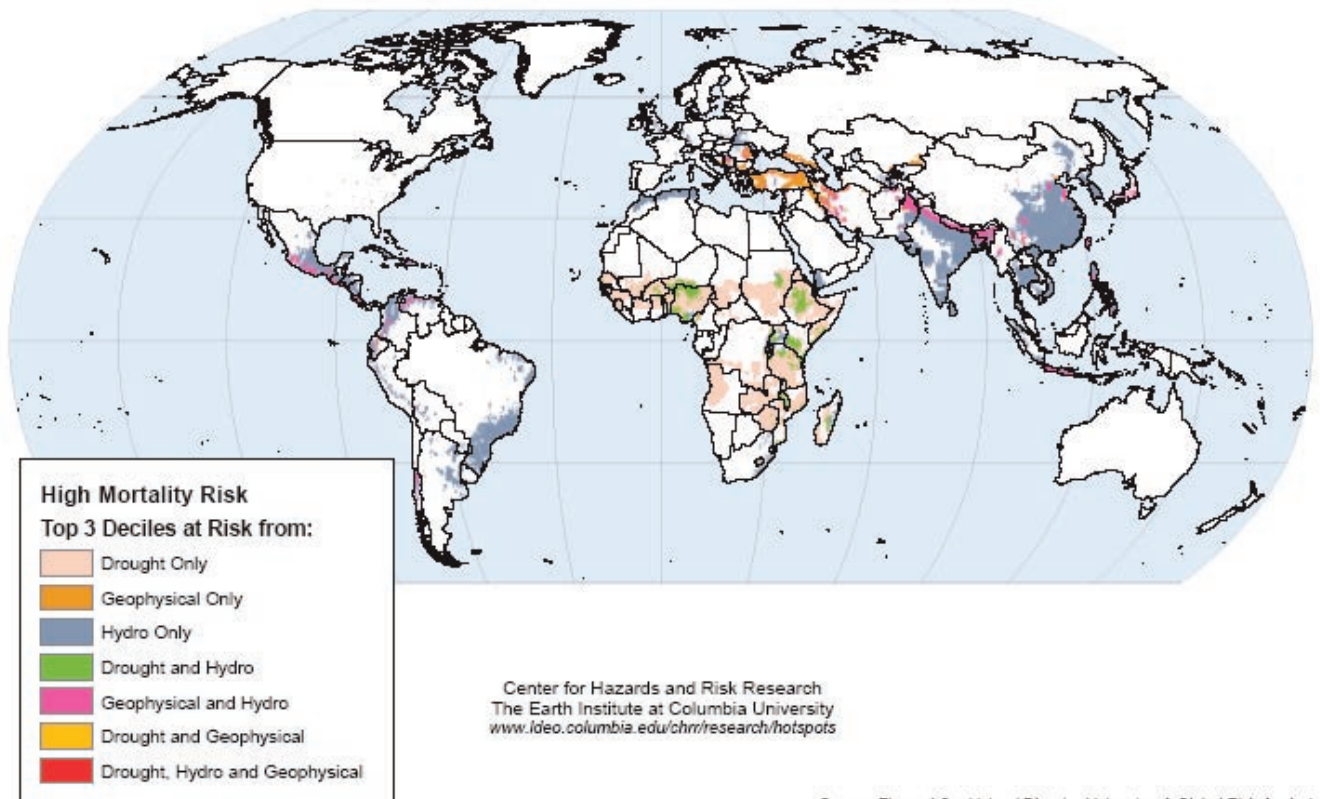 High Mortality Risk
Top 3 Deciles at Risk from:
Drought Only
Geophysical Only
Hydro Only
Drought and Hydro
Geophysical and Hydro
Drought and Geophysical
Drought, Hydro and Geophysical
Center for Hazards and Risk Research
The Earth Institute at Columbia University
www.ldeo.columbia.edu/chrr/research/hotspots